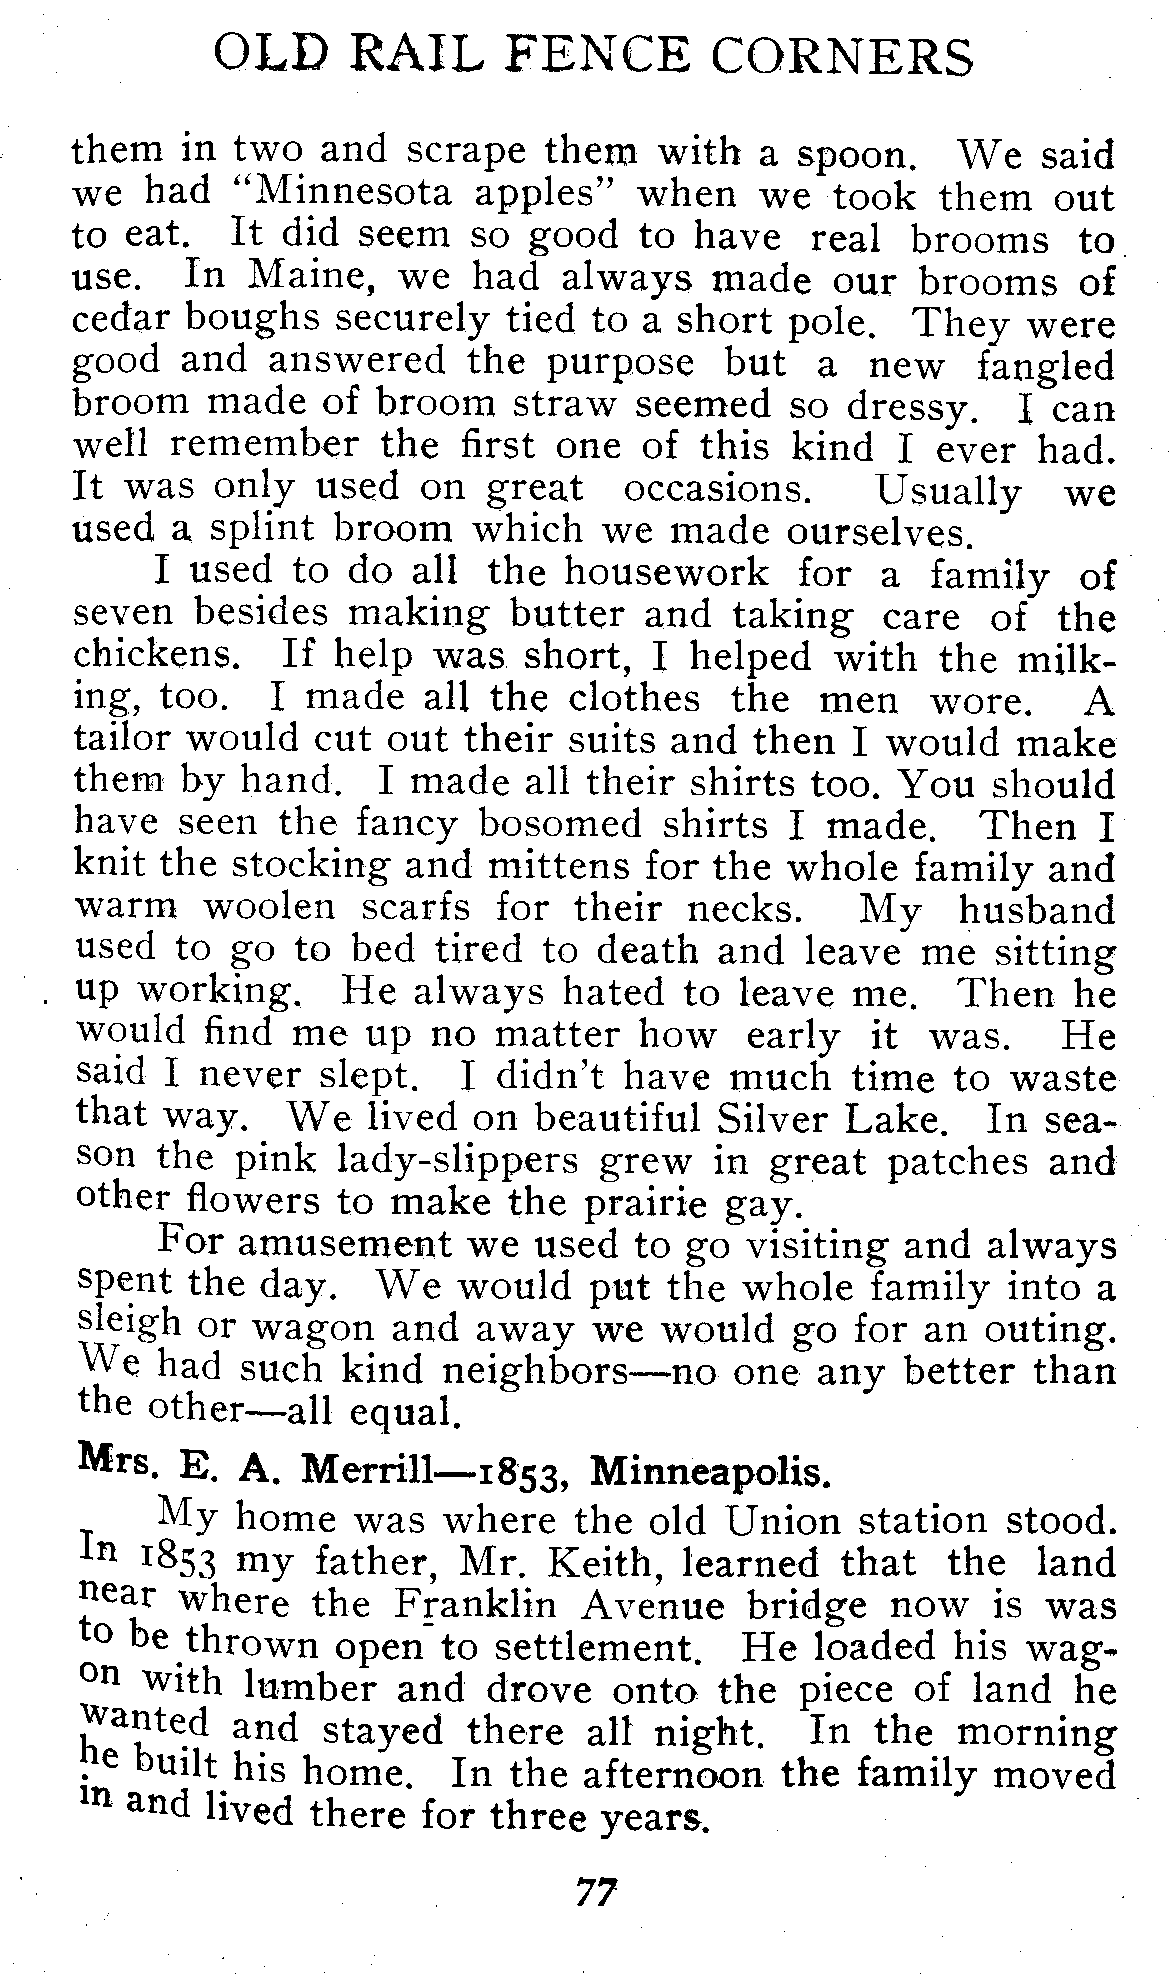 OLD RAIL FENCE CORNERS
them in two and scrape them with a spoon. We said
we had "Minnesota apples" when we took them out
to eat. It did seem so good to have real brooms to
use. In Maine, we had always made our brooms of
cedar boughs securely tied to a short pole. They were
good and answered the purpose but a new fangled
broom made of broom straw seemed so dressy. I can
well remember the first one of this kind I ever had.
It was only used on great occasions. Usually we
used a splint broom which we made ourselves.
I used to do all the housework for a family of
seven besides making butter and taking care of the
chickens. If help was short, I helped with the milk-
ing, too. I made all the clothes the men wore. A
tailor would cut out their suits and then I would make
them by hand. I made all their shirts too. You should
have seen the fancy bosomed shirts I made. Then I
knit the stocking and mittens for the whole family and
warm woolen scarfs for their necks. My husband
used to go to bed tired to death and leave me sitting
up working. He always hated to leave me. Then he
would find me up no matter how early it was. He
said I never slept. I didn't have much time to waste
that way. We lived on beautiful Silver Lake. In sea-
son the pink lady-slippers grew in great patches and
other flowers to make the prairie gay.
For amusement we used to go visiting and always
spent the day. We would put the whole family into a
sleigh or wagon and away we would go for an outing.
We had such kind neighbors—no one any better than
the other—all equal.
Mrs. E. A. Merrill—1853, Minneapolis.
My home was where the old Union station stood.
In 1853 my father, Mr. Keith, learned that the land
near where the Franklin Avenue bridge now is was
to be thrown open to settlement. He loaded his wag-
on with lumber and drove onto the piece of land he
wanted and stayed there all night. In the morning
he built his home. In the afternoon the family moved
in and lived there for three years.
77